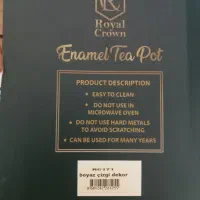 Royal
Crown
Enamel Tea Pot
PRODUCT DESCRIPTION
• EASY TO CLEAN
• DO NOT USE IN
MICROWAVE OVEN
• DO NOT USE HARD METALS
TO AVOID SCRATCHING
• CAN BE USED FOR MANY YEARS
RC171
beyaz çizgi dekor